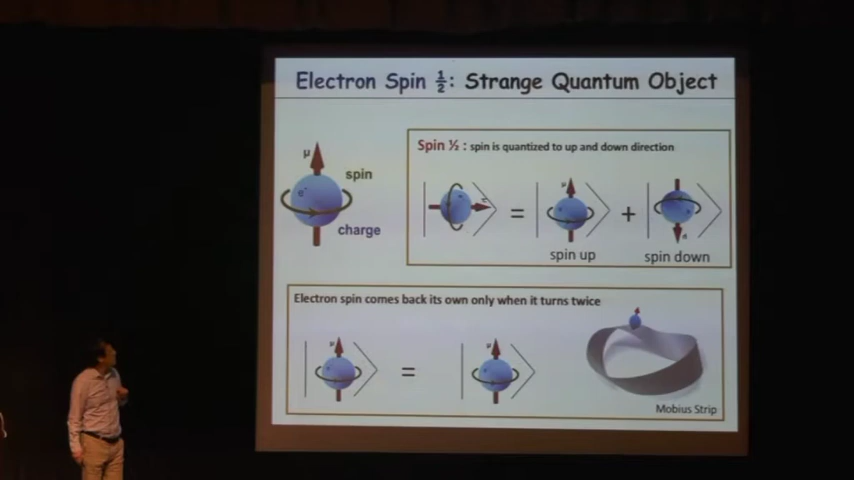 Electron Spin ½: Strange Quantum Object
μ
spin
e⁻
charge
Spin ½ : spin is quantized to up and down direction
= + 
spin up
spin down
Electron spin comes back its own only when it turns twice
=
Mobius Strip